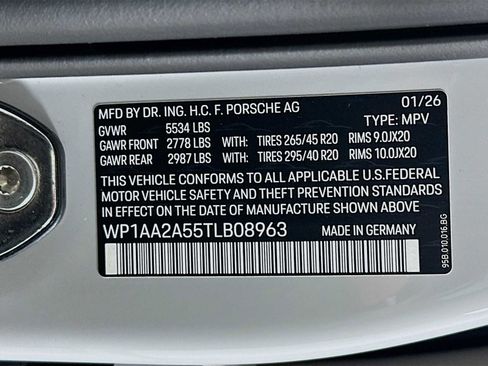 MFD BY DR. ING. H.C. F. PORSCHE AG 01/26
GVWR 5534 LBS TYPE: MPV
GAWR FRONT 2778 LBS WITH: TIRES 265/45 R20 RIMS 9.0JX20
GAWR REAR 2987 LBS WITH: TIRES 295/40 R20 RIMS 10.0JX20
THIS VEHICLE CONFORMS TO ALL APPLICABLE U.S.FEDERAL
MOTOR VEHICLE SAFETY AND THEFT PREVENTION STANDARDS
IN EFFECT ON THE DATE OF MANUFACTURE SHOWN ABOVE.
WP1AA2A55TLB08963 MADE IN GERMANY
95B.010.016.BG